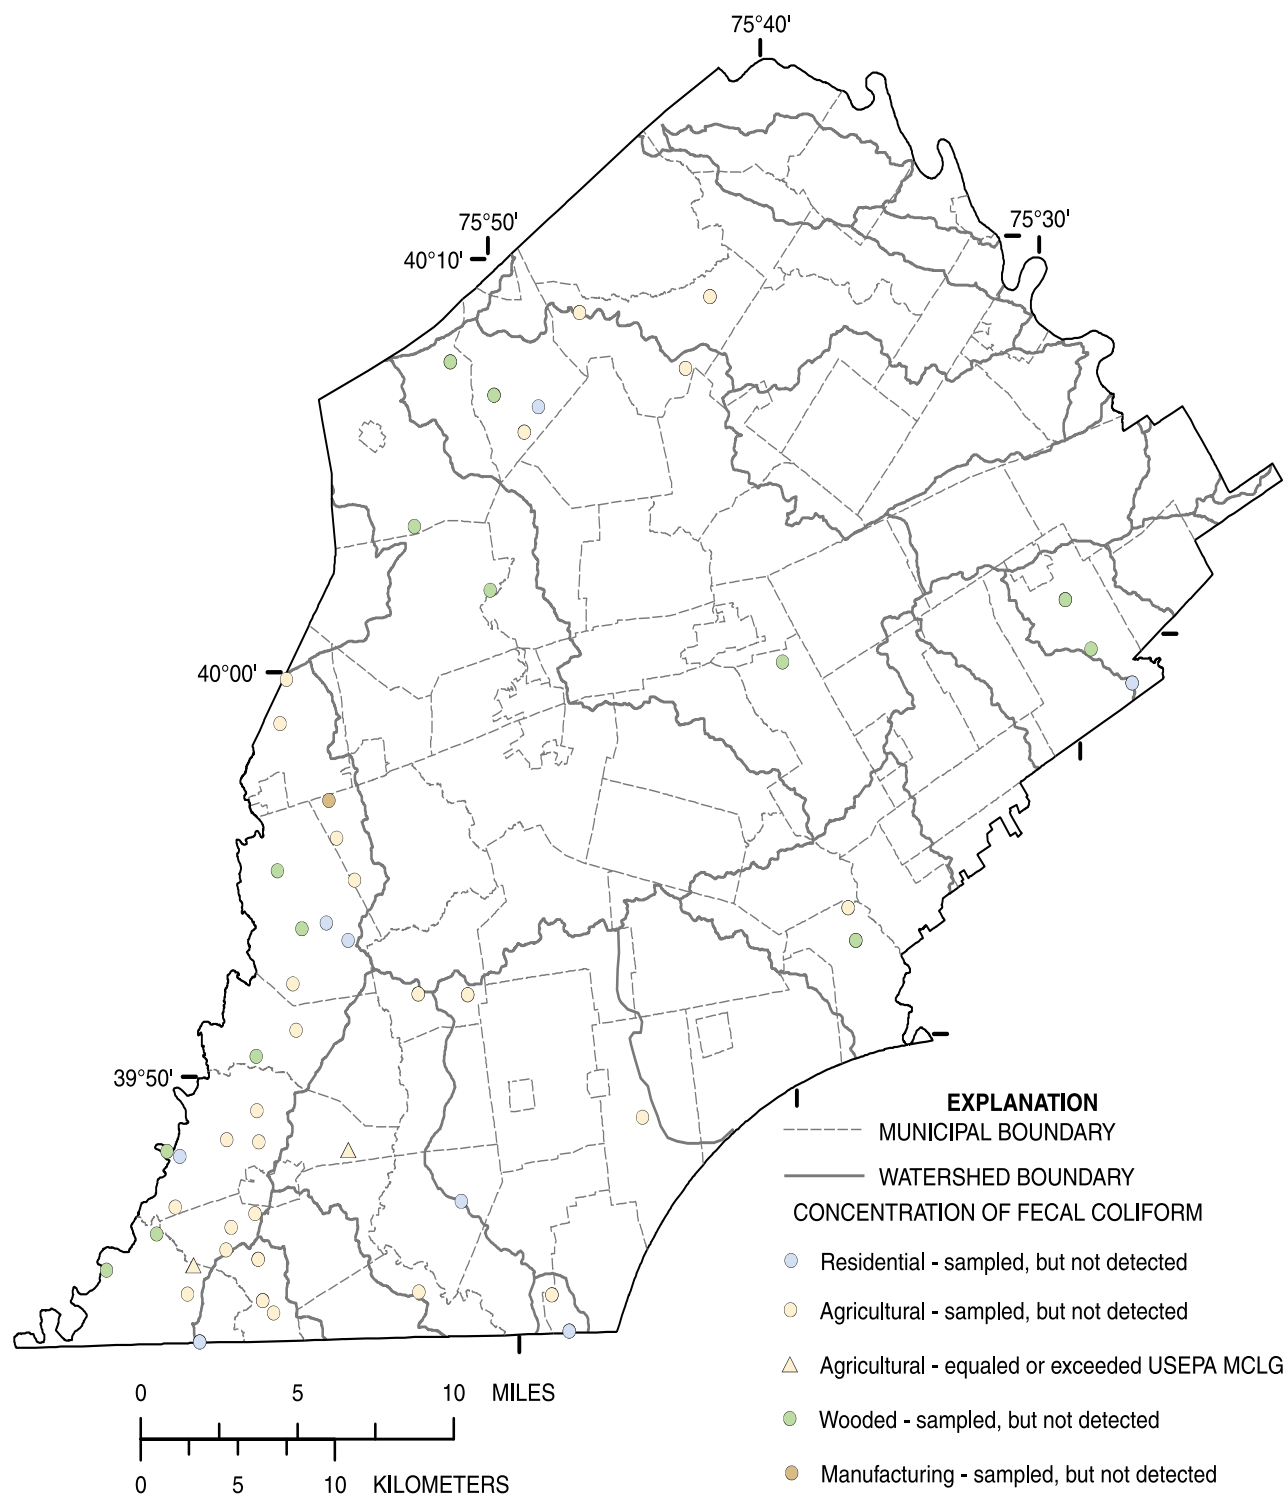 75°40'
75°50'
75°30'
40°10'
40°00'
39°50'
EXPLANATION
MUNICIPAL BOUNDARY
WATERSHED BOUNDARY
CONCENTRATION OF FECAL COLIFORM
Residential - sampled, but not detected
Agricultural - sampled, but not detected
Agricultural - equaled or exceeded USEPA MCLG
Wooded - sampled, but not detected
Manufacturing - sampled, but not detected
0 5 10 MILES
0 5 10 KILOMETERS